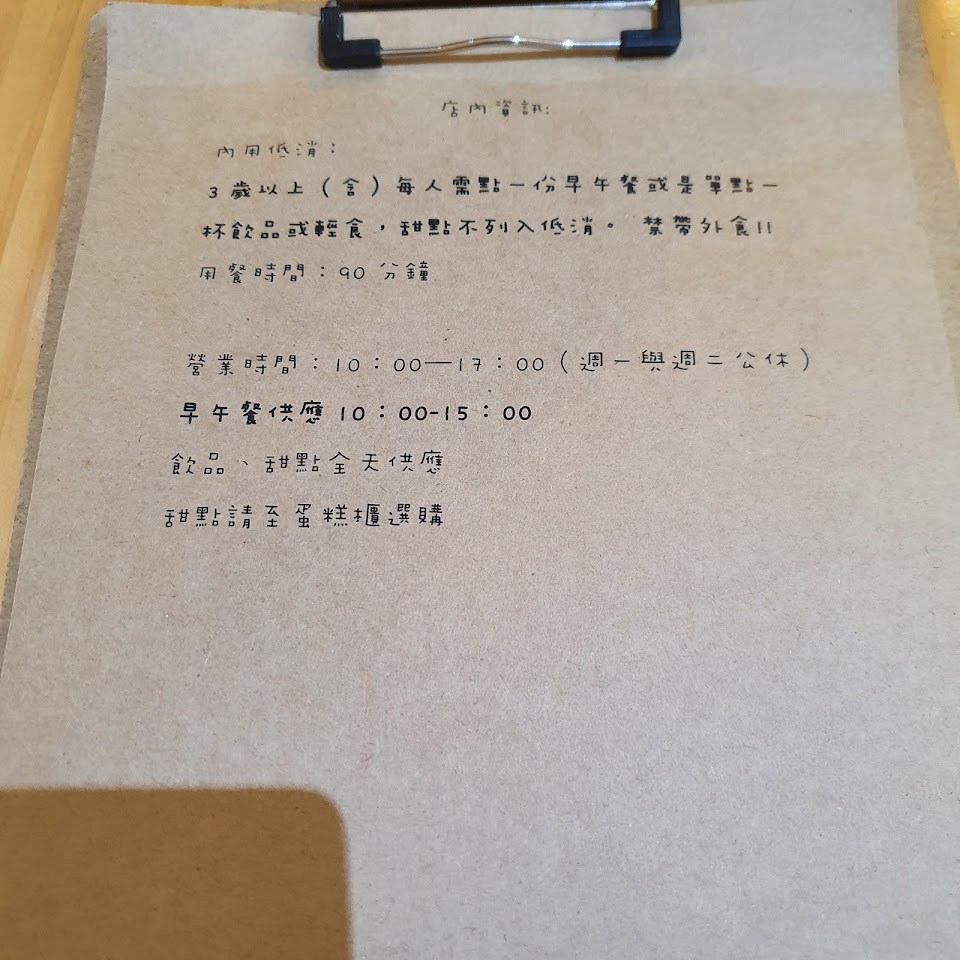 店內資訊:
內用低消：
3歲以上（含）每人需點一份早午餐或是單點一
杯飲品或輕食，甜點不列入低消。 禁帶外食!!
用餐時間：90 分鐘
營業時間：10：00—17：00（週一與週二公休）
早午餐供應 10：00-15：00
飲品、甜點全天供應
甜點請至蛋糕櫃選購